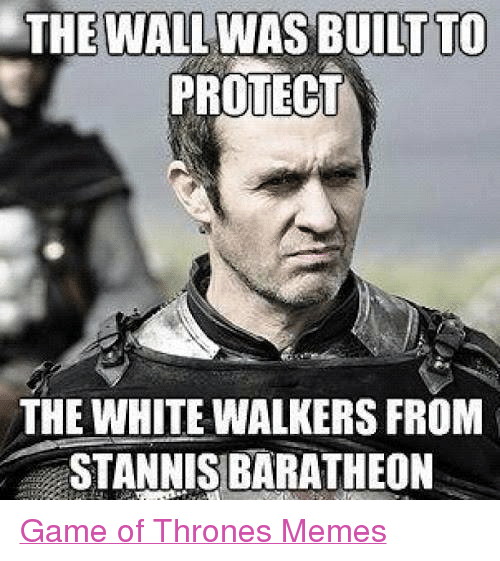 THE WALL WAS BUILT TO
PROTECT
THE WHITE WALKERS FROM
STANNIS BARATHEON
Game of Thrones Memes